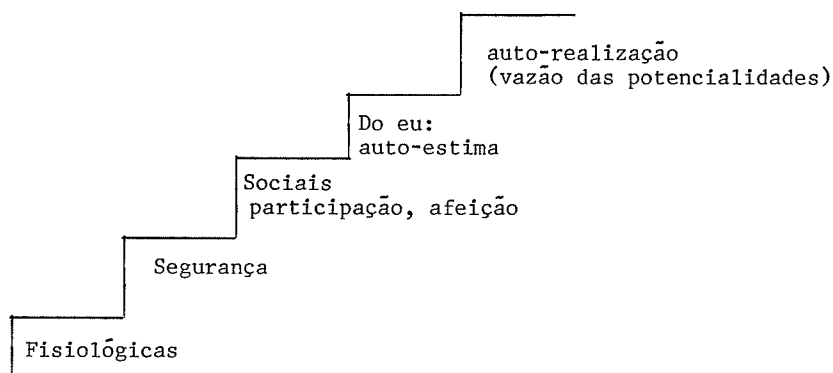 auto-realização
(vazão das potencialidades)
Do eu:
auto-estima
Sociais
participação, afeição
Segurança
Fisiológicas